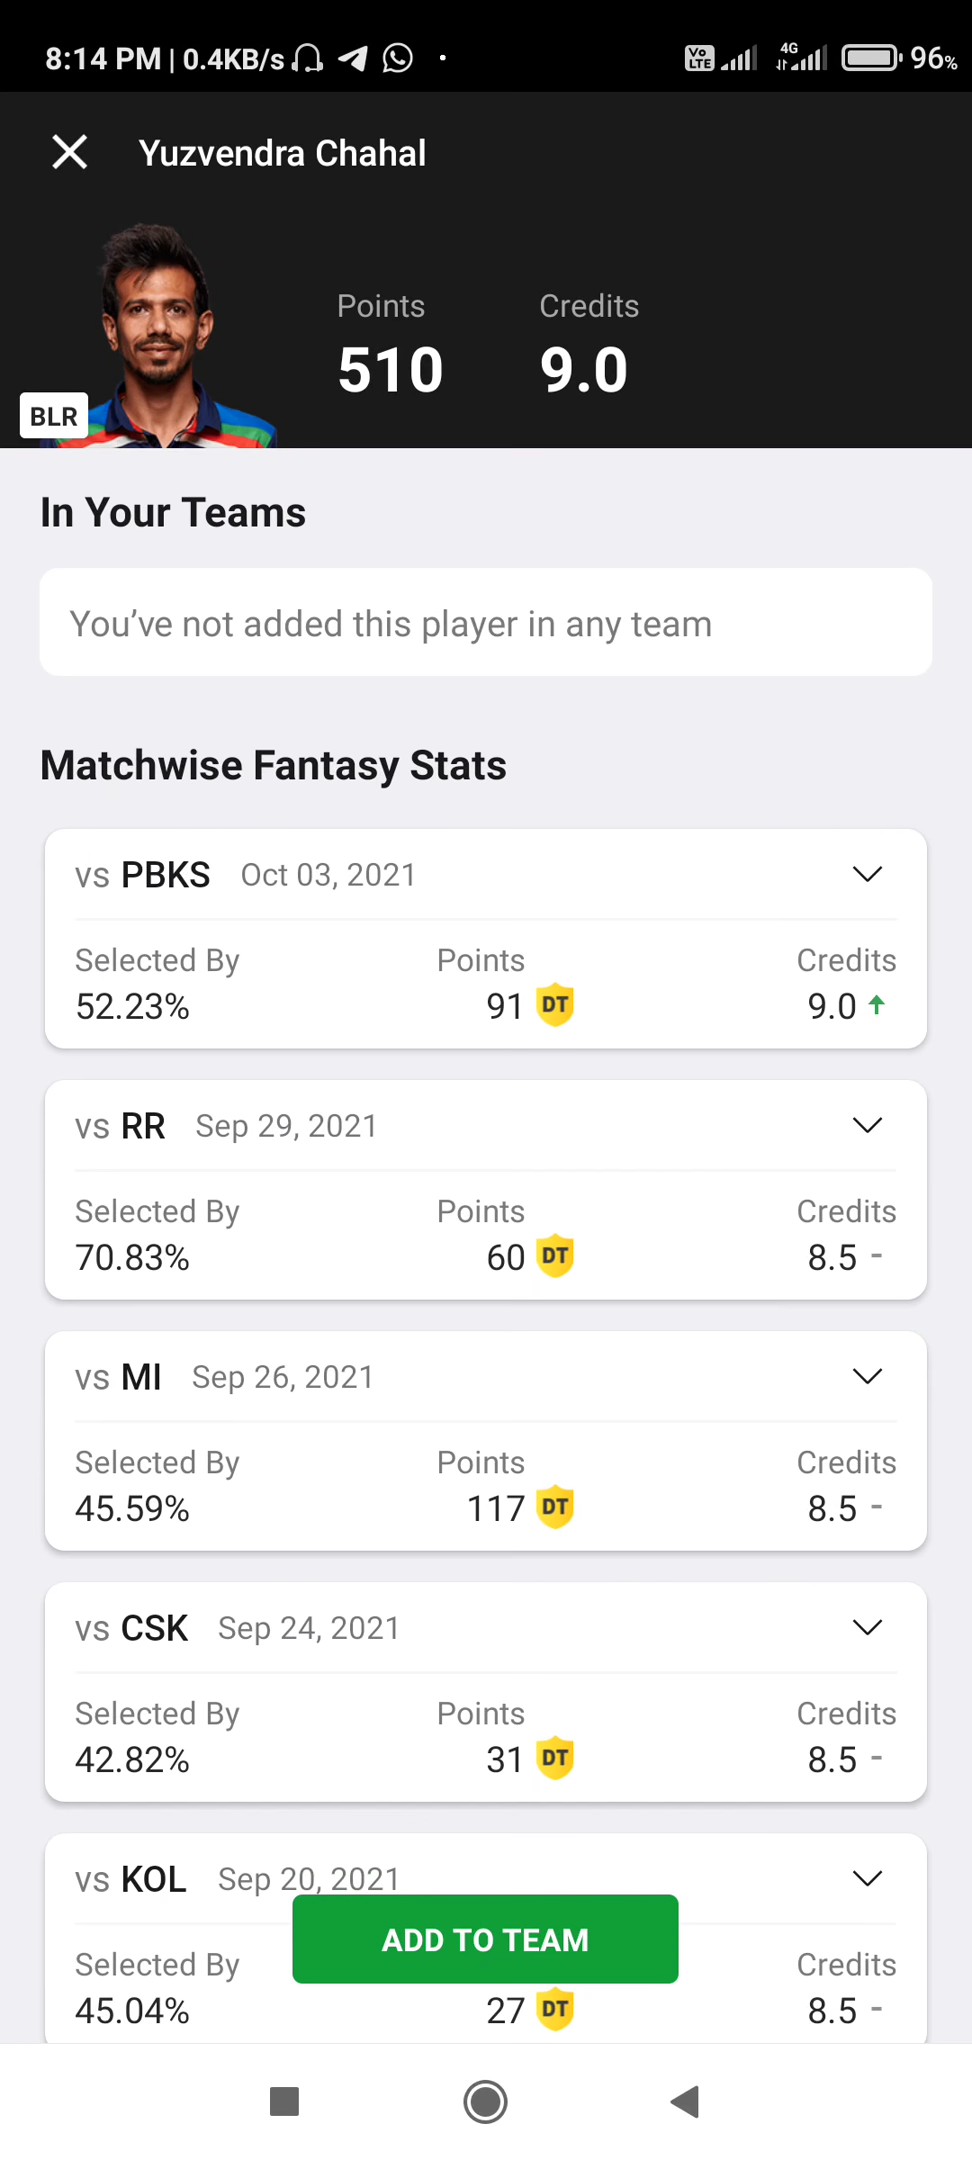 8:14 PM | 0.4KB/s
Vo LTE 4G 96%
Yuzvendra Chahal
Points Credits
510 9.0
BLR
In Your Teams
You’ve not added this player in any team
Matchwise Fantasy Stats
vs PBKS Oct 03, 2021
Selected By Points Credits
52.23% 91 DT 9.0
vs RR Sep 29, 2021
Selected By Points Credits
70.83% 60 DT 8.5 -
vs MI Sep 26, 2021
Selected By Points Credits
45.59% 117 DT 8.5 -
vs CSK Sep 24, 2021
Selected By Points Credits
42.82% 31 DT 8.5 -
vs KOL Sep 20, 2021
ADD TO TEAM
Selected By Credits
45.04% 27 DT 8.5 -